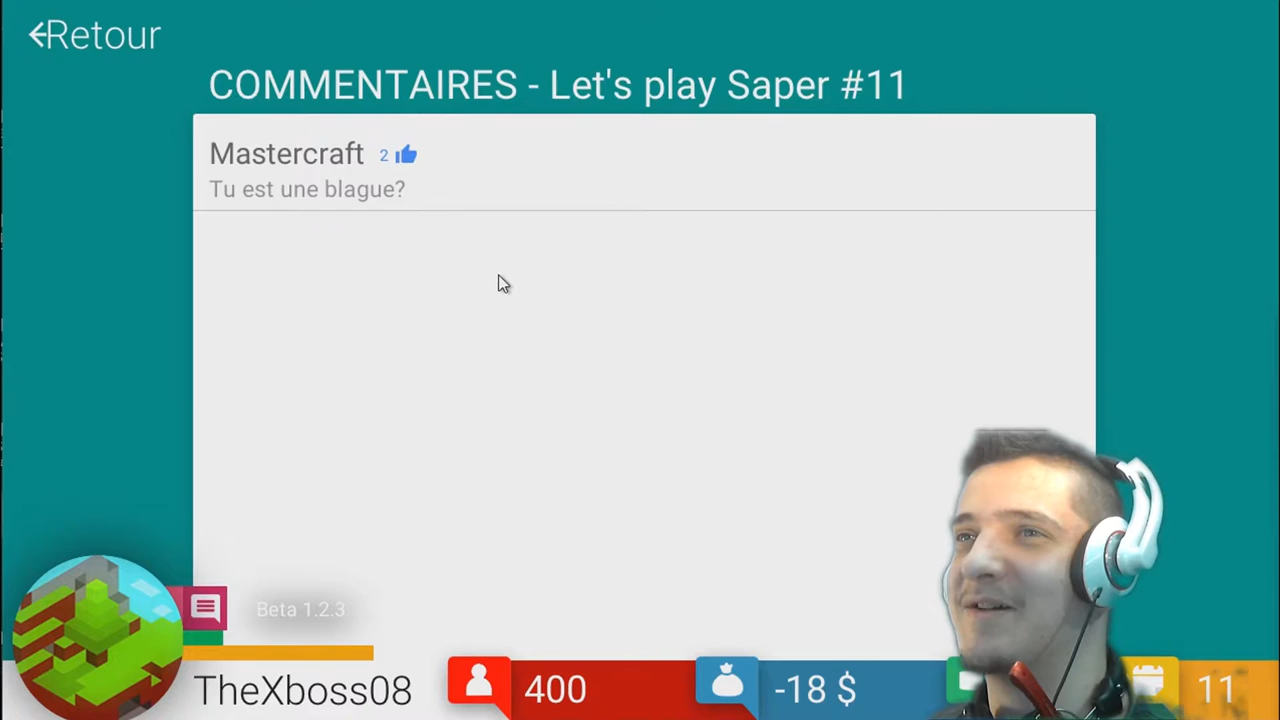 Retour
COMMENTAIRES - Let's play Saper #11
Mastercraft 2
Tu est une blague?
Beta 1.2.3
TheXboss08 400 -18 $ 11